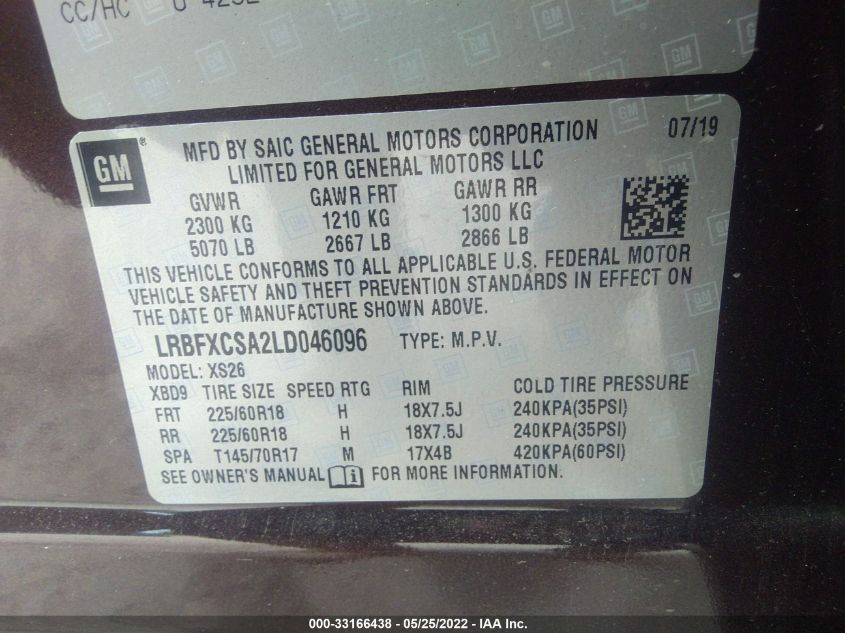 CC/HC U 4252
GM GM
GM ® MFD BY SAIC GENERAL MOTORS CORPORATION 07/19
LIMITED FOR GENERAL MOTORS LLC
GVWR GAWR FRT GAWR RR
2300 KG 1210 KG 1300 KG
5070 LB 2667 LB 2866 LB
THIS VEHICLE CONFORMS TO ALL APPLICABLE U.S. FEDERAL MOTOR
VEHICLE SAFETY AND THEFT PREVENTION STANDARDS IN EFFECT ON
THE DATE OF MANUFACTURE SHOWN ABOVE.
LRBFXCSA2LD046096 TYPE: M.P.V.
MODEL: XS26
XBD9 TIRE SIZE SPEED RTG RIM COLD TIRE PRESSURE
FRT 225/60R18 H 18X7.5J 240KPA(35PSI)
RR 225/60R18 H 18X7.5J 240KPA(35PSI)
SPA T145/70R17 M 17X4B 420KPA(60PSI)
SEE OWNER'S MANUAL i FOR MORE INFORMATION.
000-33166438 - 05/25/2022 - IAA Inc.